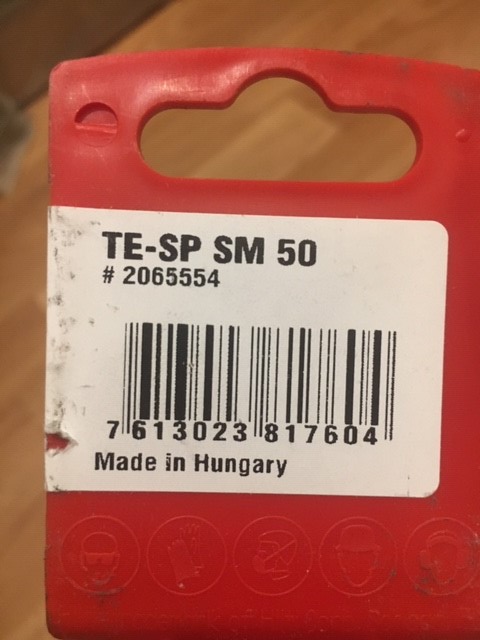 TE-SP SM 50
# 2065554
7 613023 817604
Made in Hungary